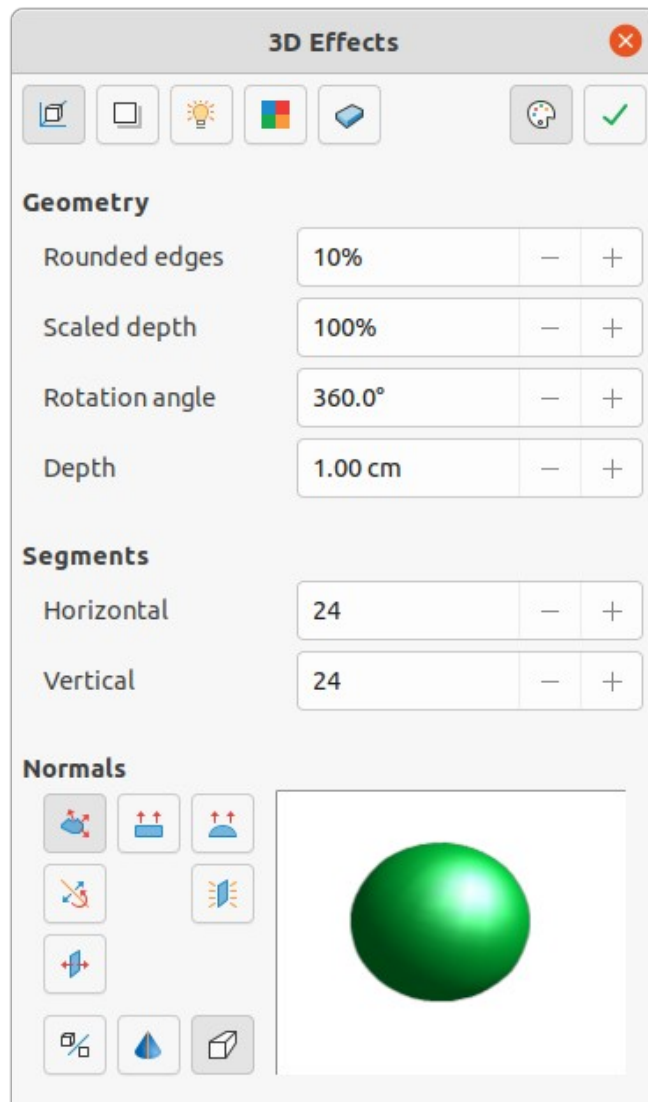 3D Effects
Geometry
Rounded edges 10%
Scaled depth 100%
Rotation angle 360.0°
Depth 1.00 cm
Segments
Horizontal 24
Vertical 24
Normals